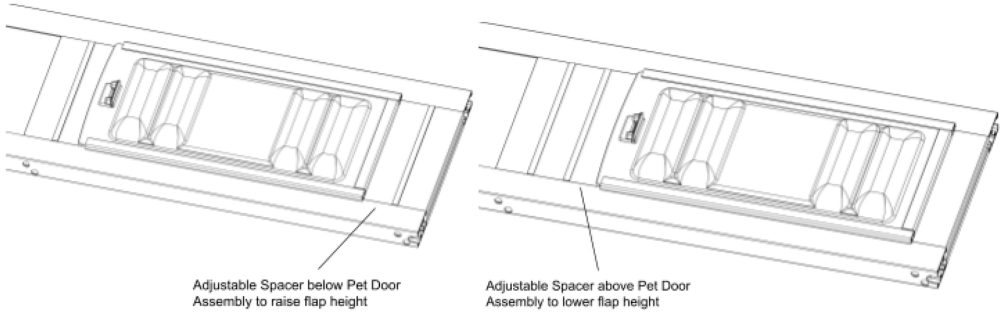 Adjustable Spacer below Pet Door
Assembly to raise flap height
Adjustable Spacer above Pet Door
Assembly to lower flap height